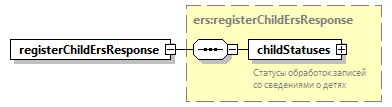 ers:registerChildErsResponse
registerChildErsResponse
childStatuses
Статусы обработок записей
со сведениями о детях